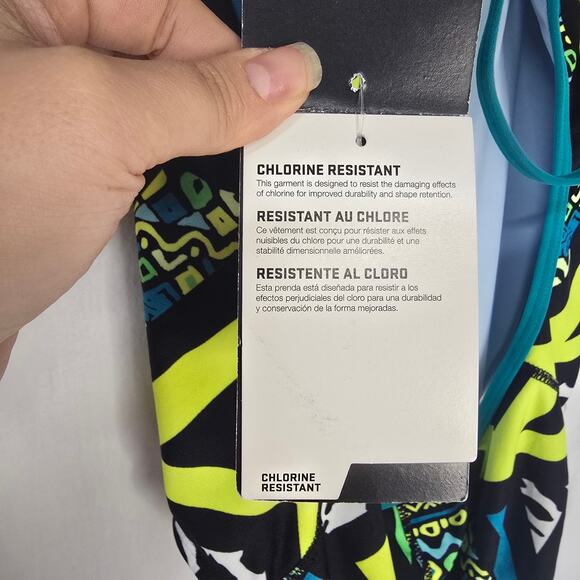 CHLORINE RESISTANT
This garment is designed to resist the damaging effects
of chlorine for improved durability and shape retention.
RESISTANT AU CHLORE
Ce vêtement est conçu pour résister aux effets
nuisibles du chlore pour une durabilité et une
stabilité dimensionnelle améliorées.
RESISTENTE AL CLORO
Esta prenda está diseñada para resistir a los
efectos perjudiciales del cloro para una durabilidad
y conservación de la forma mejoradas.
CHLORINE
RESISTANT